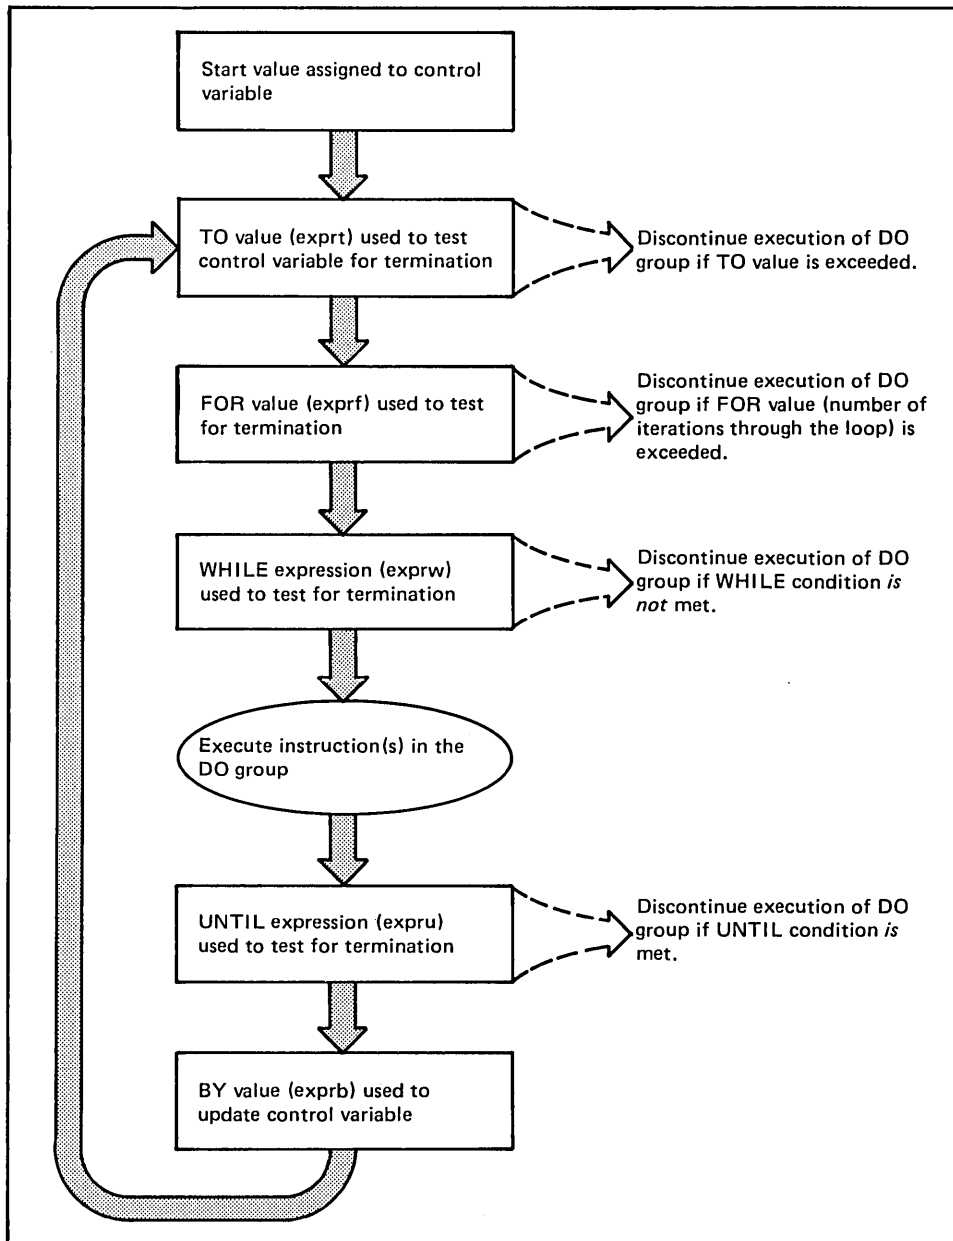 Start value assigned to control
variable
TO value (exprt) used to test
control variable for termination
Discontinue execution of DO
group if TO value is exceeded.
FOR value (exprf) used to test
for termination
Discontinue execution of DO
group if FOR value (number of
iterations through the loop) is
exceeded.
WHILE expression (exprw)
used to test for termination
Discontinue execution of DO
group if WHILE condition is
not met.
Execute instruction(s) in the
DO group
UNTIL expression (expru)
used to test for termination
Discontinue execution of DO
group if UNTIL condition is
met.
BY value (exprb) used to
update control variable